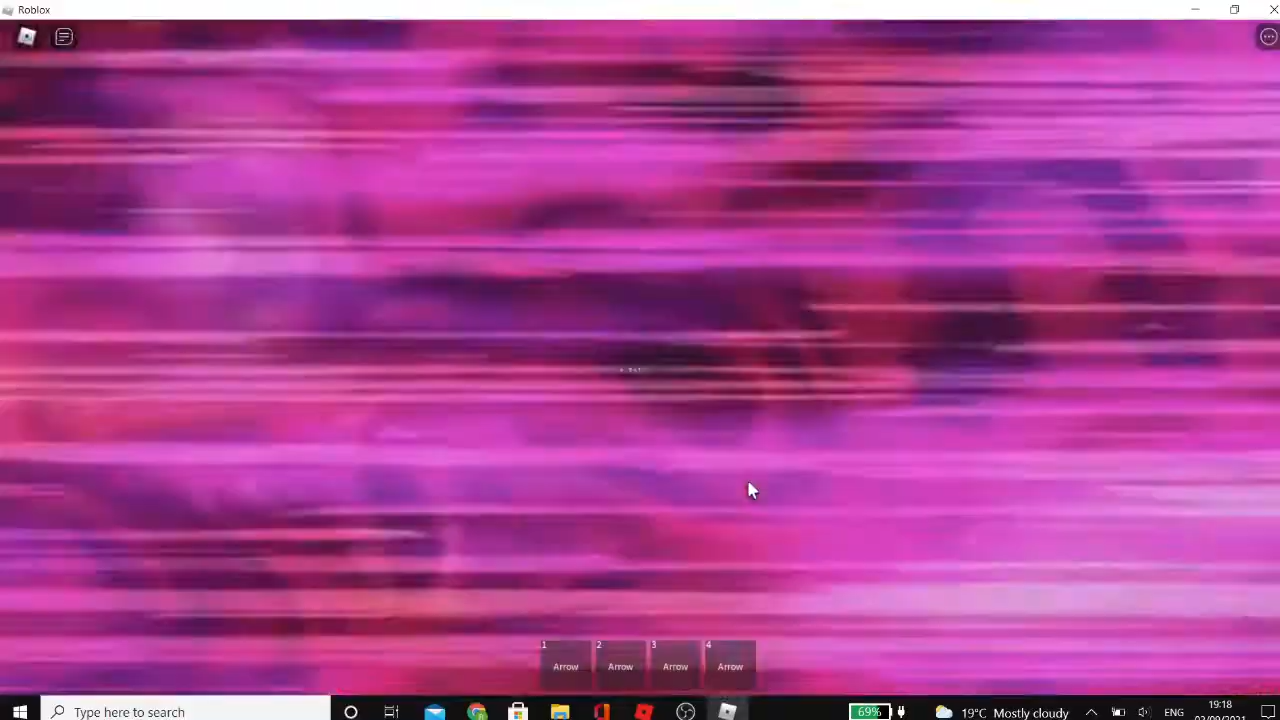 Roblox
1 2 3 4
Arrow Arrow Arrow Arrow
Type here to search
69%
19°C Mostly cloudy
ENG
19:18